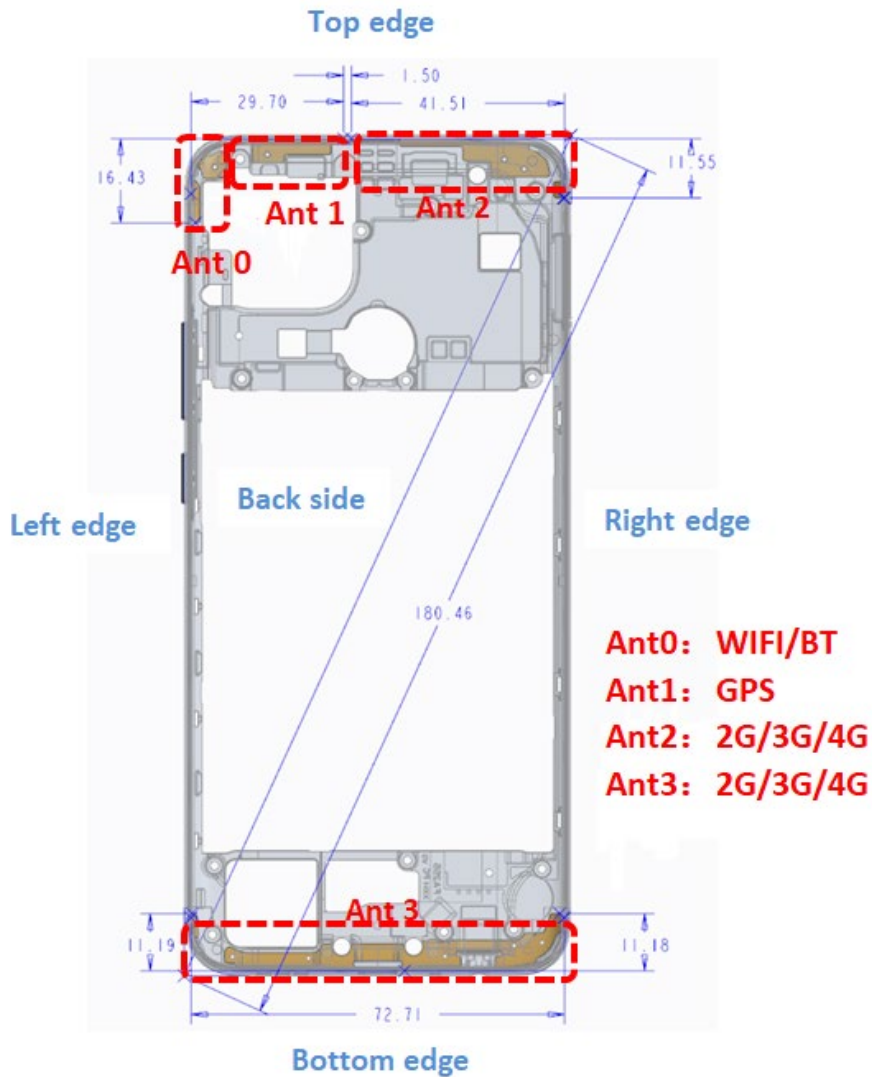 Top edge
1.50
29.70
41.51
16.43
11.55
Ant 1
Ant 2
Ant 0
Left edge
Back side
Right edge
180.46
Ant0： WIFI/BT
Ant1： GPS
Ant2： 2G/3G/4G
Ant3： 2G/3G/4G
Ant 3
11.19
11.18
72.71
Bottom edge